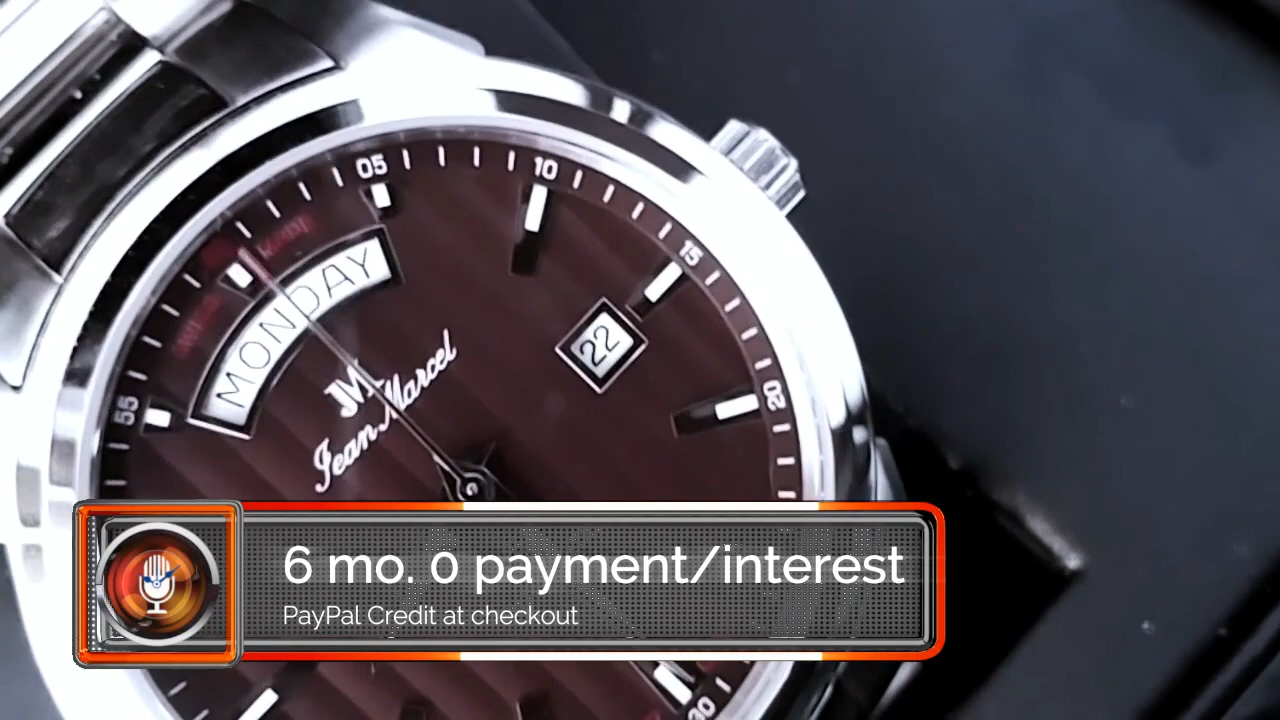 05
10
15
20
55
30
MONDAY
22
JM
Jean Marcel
6 mo. 0 payment/interest
PayPal Credit at checkout